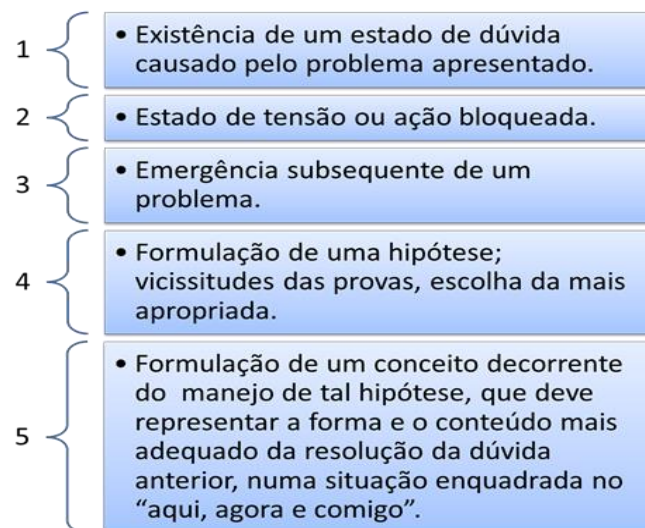 1
• Existência de um estado de dúvida
causado pelo problema apresentado.
2
• Estado de tensão ou ação bloqueada.
3
• Emergência subsequente de um
problema.
4
• Formulação de uma hipótese;
vicissitudes das provas, escolha da mais
apropriada.
5
• Formulação de um conceito decorrente
do manejo de tal hipótese, que deve
representar a forma e o conteúdo mais
adequado da resolução da dúvida
anterior, numa situação enquadrada no
“aqui, agora e comigo”.